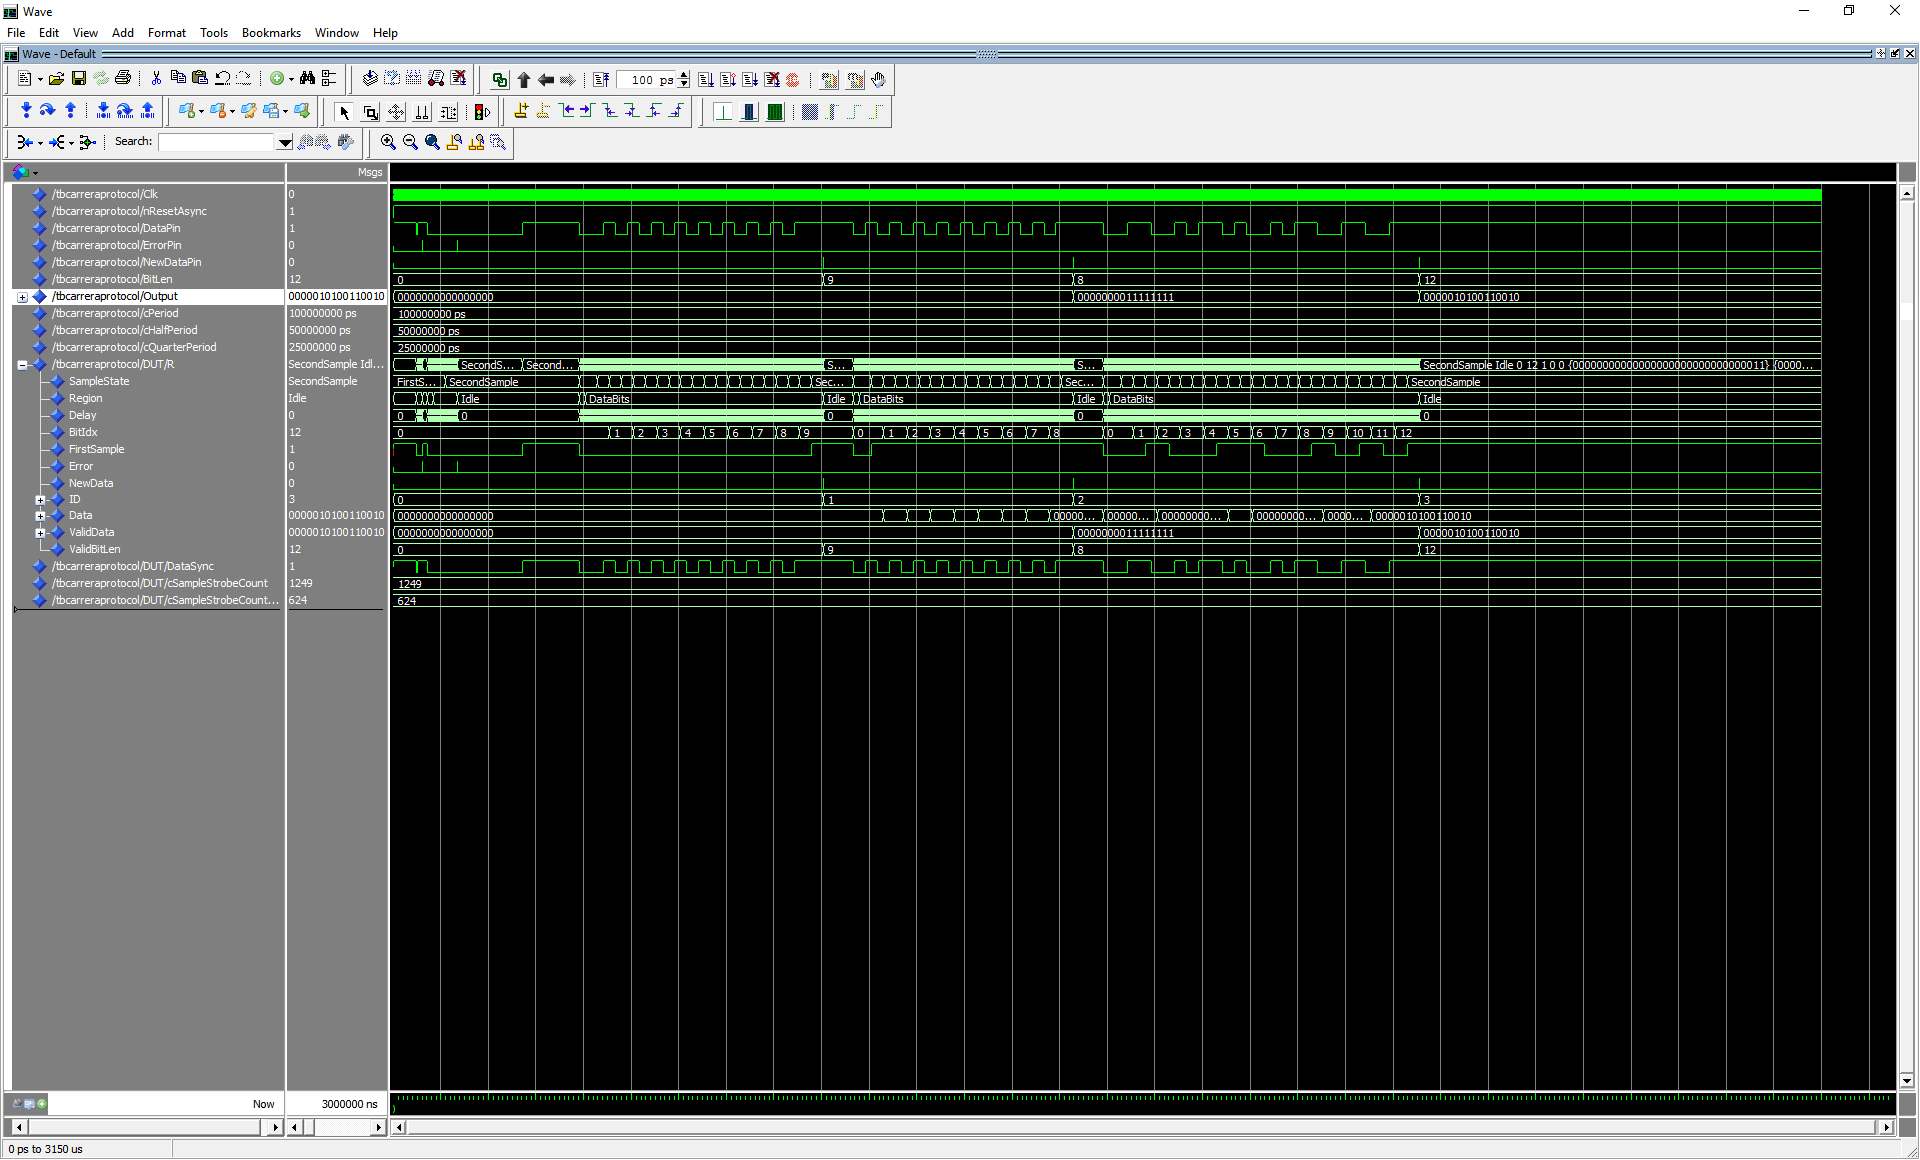 Wave
File Edit View Add Format Tools Bookmarks Window Help
Wave - Default
100 ps
Search:
Msgs
/tbcarreraprotocol/Clk 0
/tbcarreraprotocol/nResetAsync 1
/tbcarreraprotocol/DataPin 1
/tbcarreraprotocol/ErrorPin 0
/tbcarreraprotocol/NewDataPin 0
/tbcarreraprotocol/BitLen 12 0 9 8 12
/tbcarreraprotocol/Output 0000010100110010 0000000000000000 0000000011111111 0000010100110010
/tbcarreraprotocol/cPeriod 100000000 ps 100000000 ps
/tbcarreraprotocol/cHalfPeriod 50000000 ps 50000000 ps
/tbcarreraprotocol/cQuarterPeriod 25000000 ps 25000000 ps
/tbcarreraprotocol/DUT/R SecondSample Idl... SecondS... Second... S... S... SecondSample Idle 0 12 1 0 0 {00000000000000000000000000000011} {0000...
SampleState SecondSample FirstS... SecondSample Sec... Sec... SecondSample
Region Idle Idle DataBits Idle DataBits Idle DataBits Idle
Delay 0 0 0 0 0 0
BitIdx 12 0 1 2 3 4 5 6 7 8 9 0 1 2 3 4 5 6 7 8 0 1 2 3 4 5 6 7 8 9 10 11 12
FirstSample 1
Error 0
NewData 0
ID 3 0 1 2 3
Data 0000010100110010 0000000000000000 00000... 00000... 00000000... 00000000... 0000... 0000010100110010
ValidData 0000010100110010 0000000000000000 0000000011111111 0000010100110010
ValidBitLen 12 0 9 8 12
/tbcarreraprotocol/DUT/DataSync 1
/tbcarreraprotocol/DUT/cSampleStrobeCount 1249 1249
/tbcarreraprotocol/DUT/cSampleStrobeCount... 624 624
Now 3000000 ns
0 ps to 3150 us